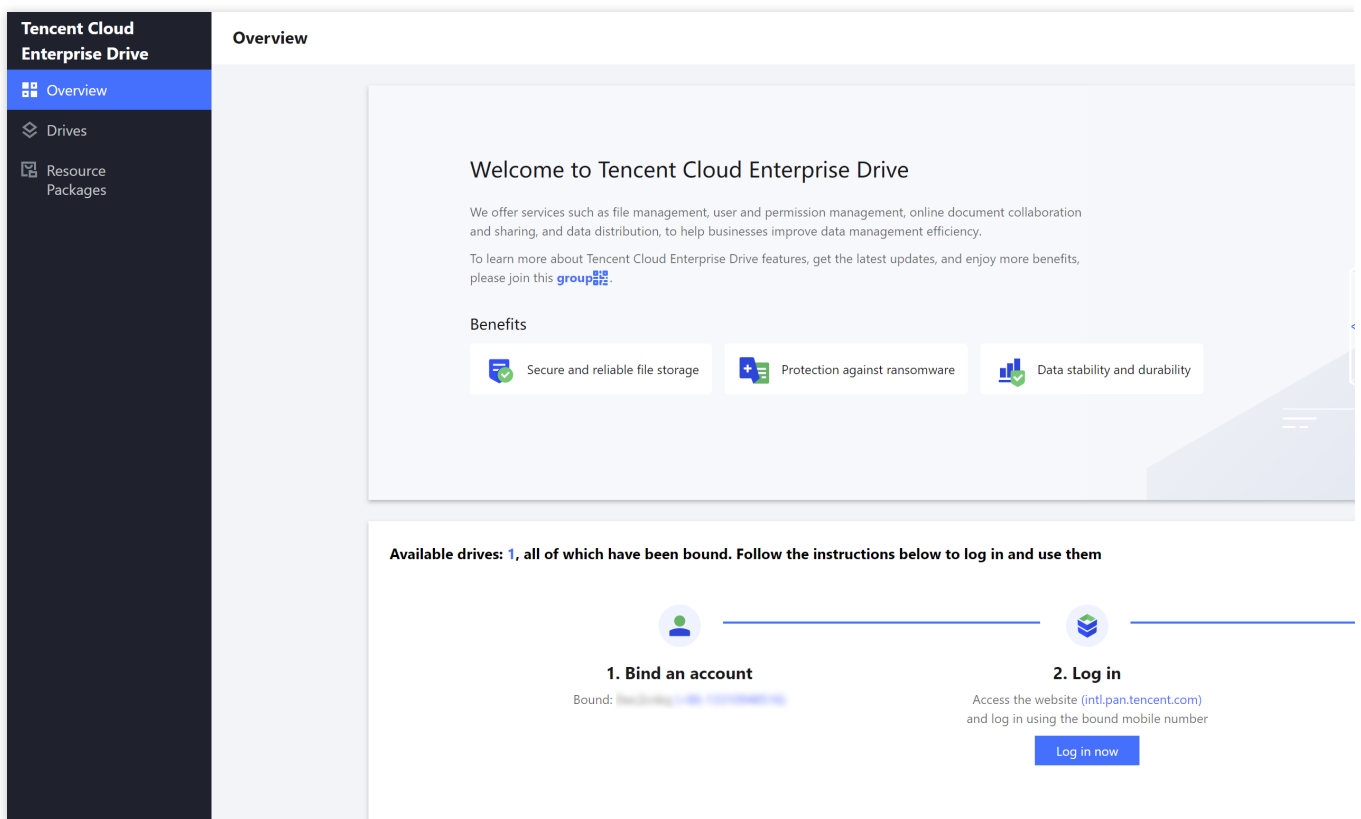 Tencent Cloud
Enterprise Drive
Overview
Overview
Drives
Resource
Packages
Welcome to Tencent Cloud Enterprise Drive
We offer services such as file management, user and permission management, online document collaboration
and sharing, and data distribution, to help businesses improve data management efficiency.
To learn more about Tencent Cloud Enterprise Drive features, get the latest updates, and enjoy more benefits,
please join this group.
Benefits
Secure and reliable file storage
Protection against ransomware
Data stability and durability
Available drives: 1, all of which have been bound. Follow the instructions below to log in and use them
1. Bind an account
Bound:
2. Log in
Access the website (intl.pan.tencent.com)
and log in using the bound mobile number
Log in now